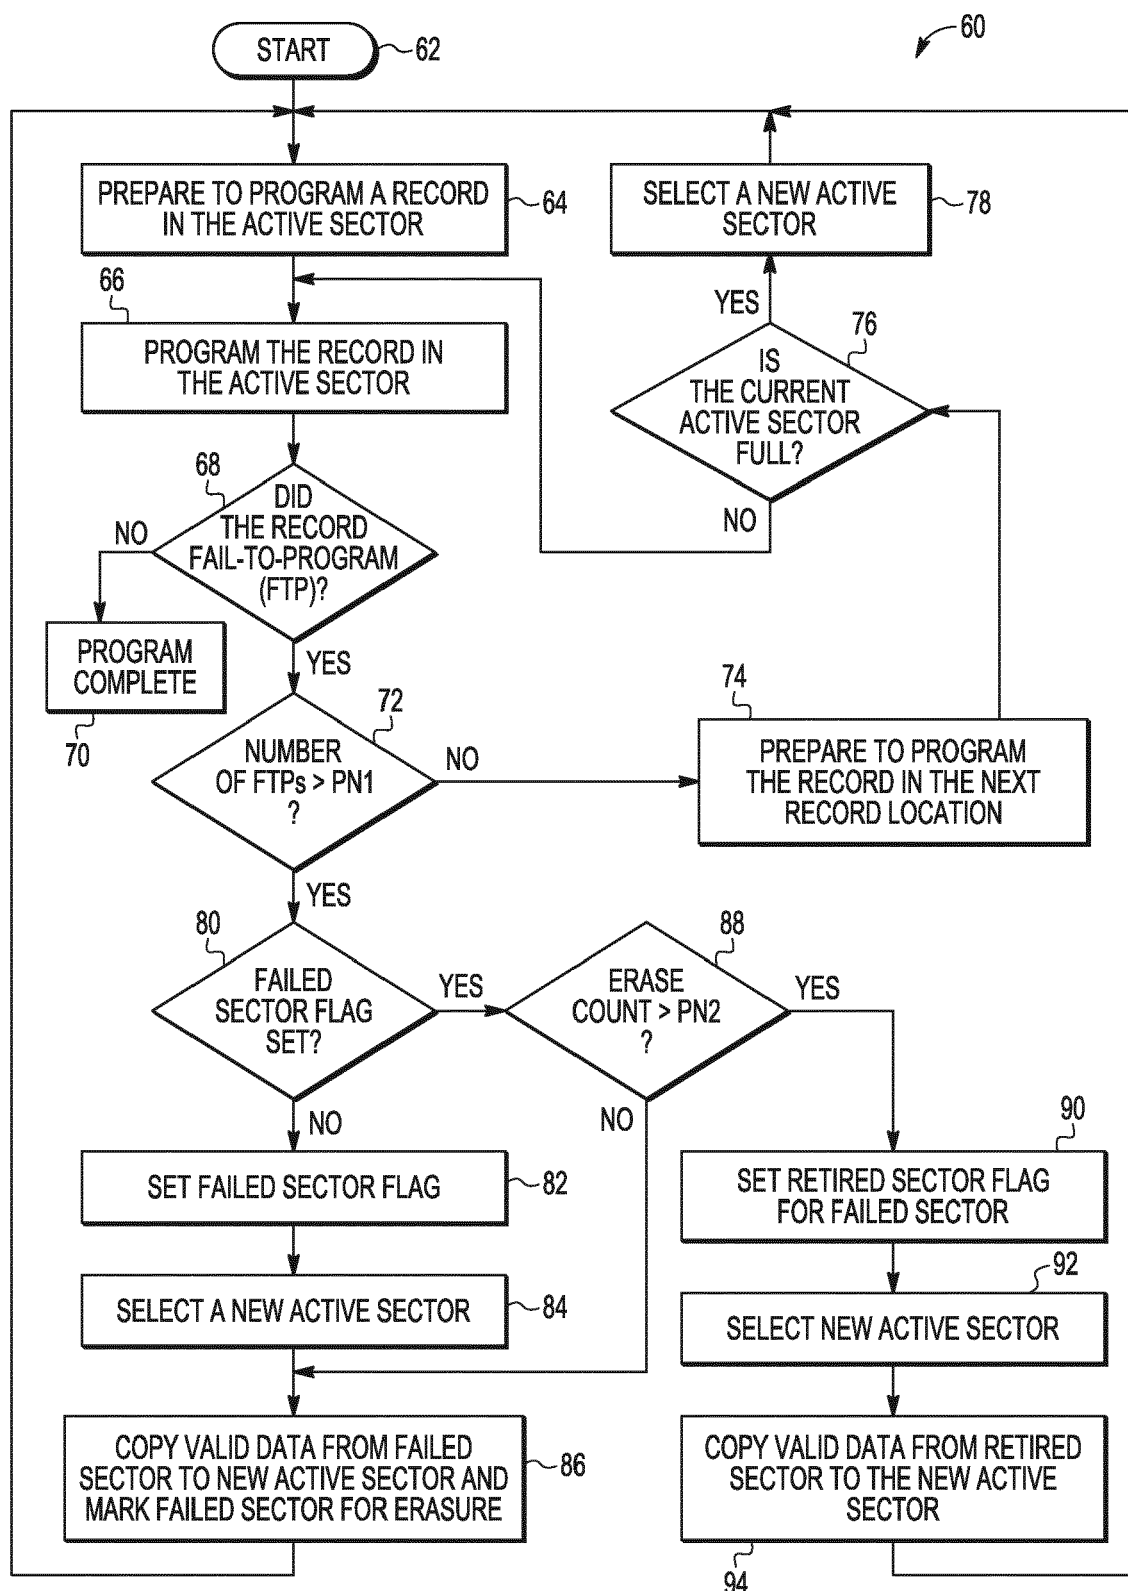 60
START
62
PREPARE TO PROGRAM A RECORD
IN THE ACTIVE SECTOR
64
SELECT A NEW ACTIVE
SECTOR
78
66
PROGRAM THE RECORD IN
THE ACTIVE SECTOR
YES
76
IS
THE CURRENT
ACTIVE SECTOR
FULL?
NO
68
DID
THE RECORD
FAIL-TO-PROGRAM
(FTP)?
NO
PROGRAM
COMPLETE
70
YES
72
NUMBER
OF FTPs > PN1
?
NO
74
PREPARE TO PROGRAM
THE RECORD IN THE NEXT
RECORD LOCATION
YES
80
FAILED
SECTOR FLAG
SET?
YES
88
ERASE
COUNT > PN2
?
YES
NO
NO
SET FAILED SECTOR FLAG
82
90
SET RETIRED SECTOR FLAG
FOR FAILED SECTOR
SELECT A NEW ACTIVE SECTOR
84
92
SELECT NEW ACTIVE SECTOR
COPY VALID DATA FROM FAILED
SECTOR TO NEW ACTIVE SECTOR AND
MARK FAILED SECTOR FOR ERASURE
86
COPY VALID DATA FROM RETIRED
SECTOR TO THE NEW ACTIVE
SECTOR
94